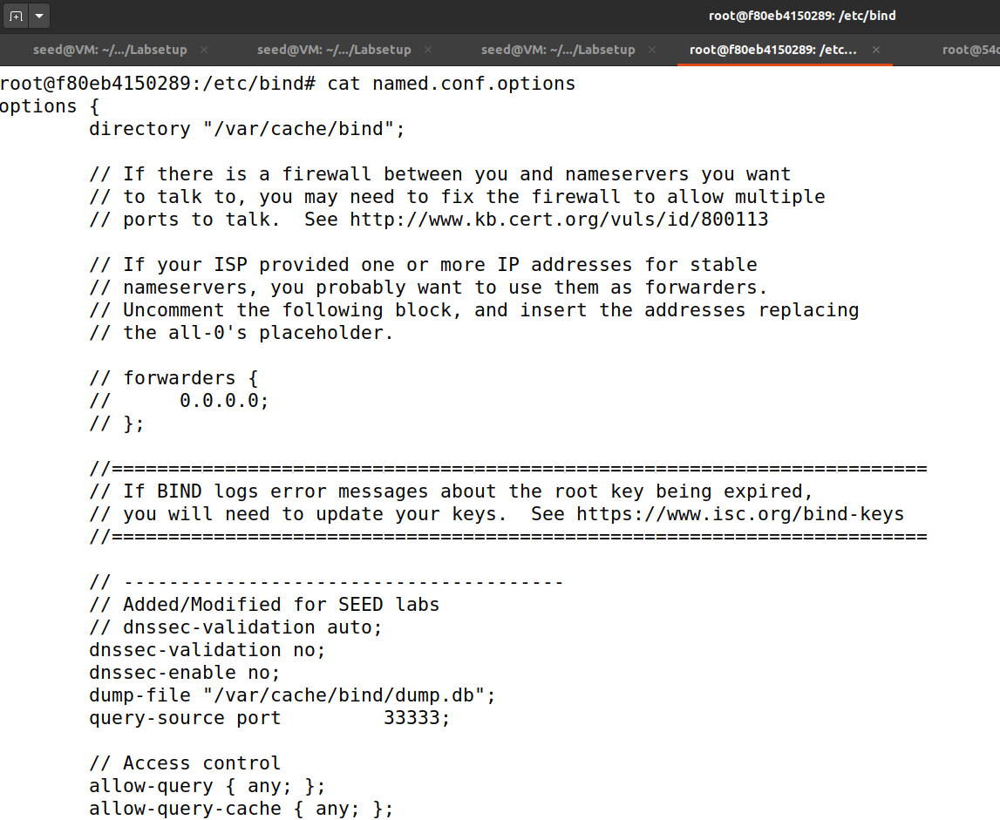 root@f80eb4150289: /etc/bind
seed@VM: ~/.../Labsetup × seed@VM: ~/.../Labsetup × seed@VM: ~/.../Labsetup × root@f80eb4150289: /etc... × root@54c
root@f80eb4150289:/etc/bind# cat named.conf.options
options {
        directory "/var/cache/bind";

        // If there is a firewall between you and nameservers you want
        // to talk to, you may need to fix the firewall to allow multiple
        // ports to talk.  See http://www.kb.cert.org/vuls/id/800113

        // If your ISP provided one or more IP addresses for stable
        // nameservers, you probably want to use them as forwarders.
        // Uncomment the following block, and insert the addresses replacing
        // the all-0's placeholder.

        // forwarders {
        //      0.0.0.0;
        // };

        //========================================================================
        // If BIND logs error messages about the root key being expired,
        // you will need to update your keys.  See https://www.isc.org/bind-keys
        //========================================================================

        // ---------------------------------------
        // Added/Modified for SEED labs
        // dnssec-validation auto;
        dnssec-validation no;
        dnssec-enable no;
        dump-file "/var/cache/bind/dump.db";
        query-source port         33333;

        // Access control
        allow-query { any; };
        allow-query-cache { any; };